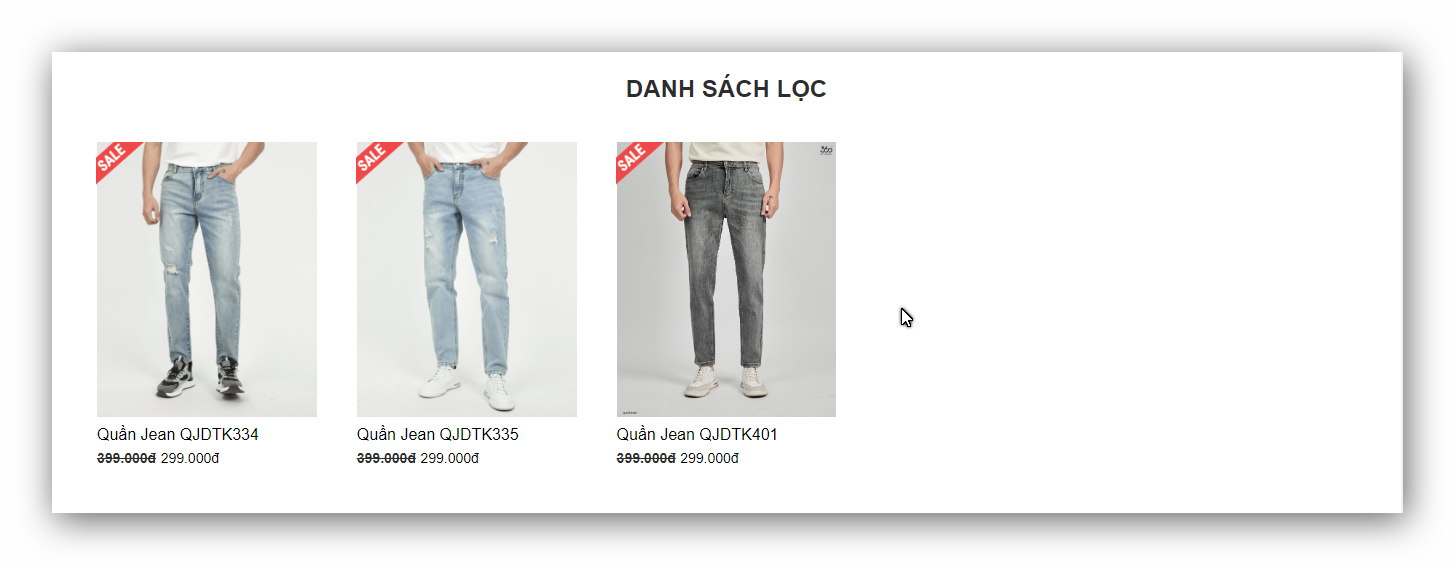 DANH SÁCH LỌC
SALE
SALE
SALE
360
Quần Jean QJDTK334
399.000đ 299.000đ
Quần Jean QJDTK335
399.000đ 299.000đ
Quần Jean QJDTK401
399.000đ 299.000đ